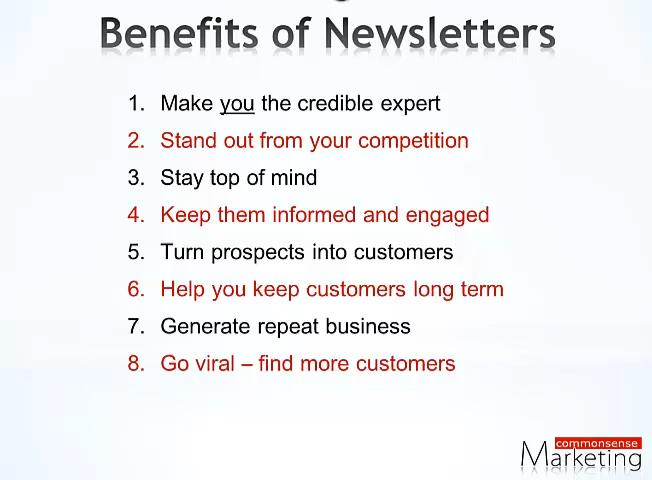 Benefits of Newsletters
1. Make you the credible expert
2. Stand out from your competition
3. Stay top of mind
4. Keep them informed and engaged
5. Turn prospects into customers
6. Help you keep customers long term
7. Generate repeat business
8. Go viral – find more customers
commonsense
Marketing